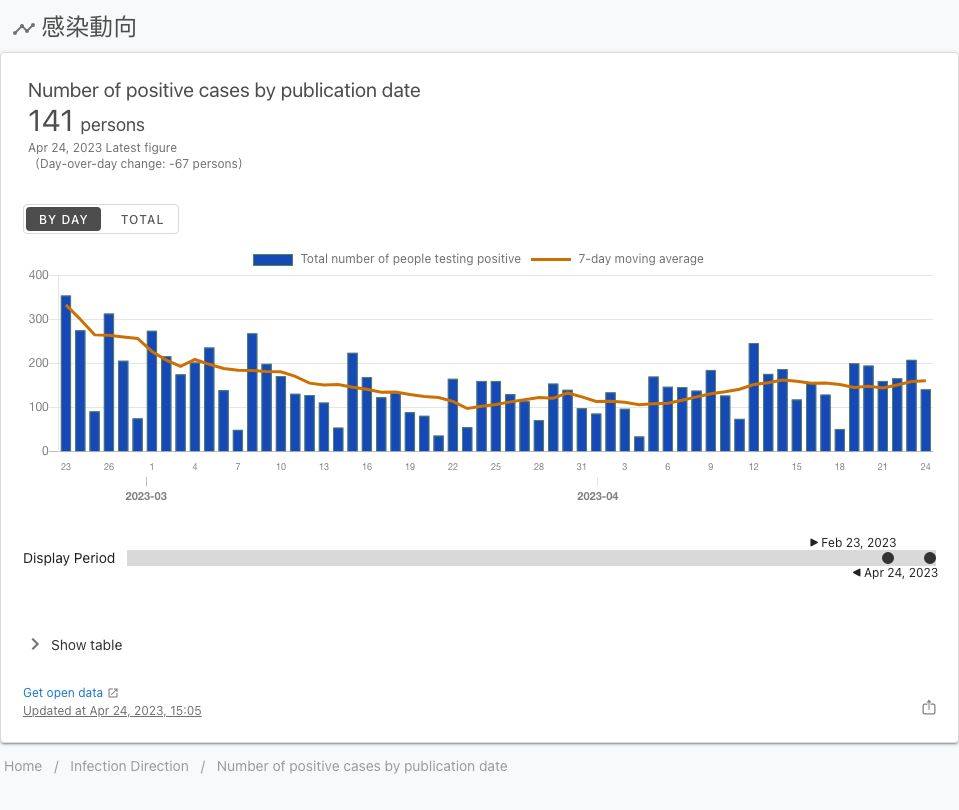 感染動向
Number of positive cases by publication date
141 persons
Apr 24, 2023 Latest figure
(Day-over-day change: -67 persons)
BY DAY TOTAL
Total number of people testing positive 7-day moving average
400
300
200
100
0
23 26 1 4 7 10 13 16 19 22 25 28 31 3 6 9 12 15 18 21 24
2023-03 2023-04
Feb 23, 2023
Display Period
Apr 24, 2023
Show table
Get open data
Updated at Apr 24, 2023, 15:05
Home / Infection Direction / Number of positive cases by publication date